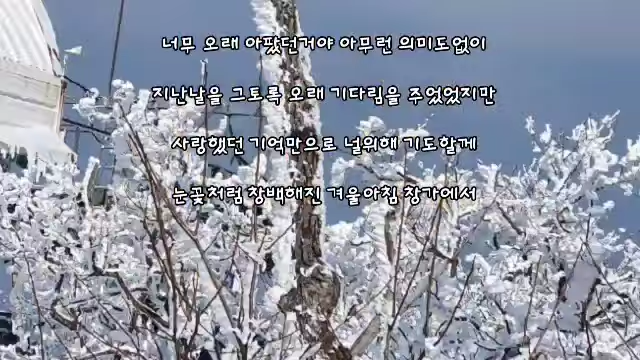 너무 오래 아팠던거야 아무런 의미도없이
지난날을 그토록 오래 기다림을 주었었지만
사랑했던 기억만으로 널위해 기도할게
눈꽃처럼 창백해진 겨울아침 창가에서